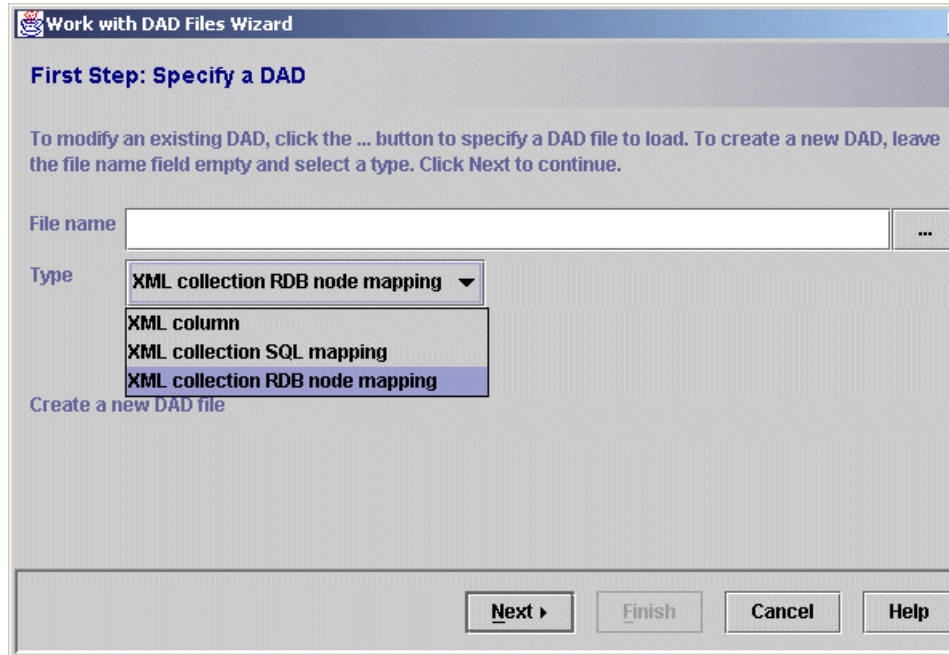 Work with DAD Files Wizard
First Step: Specify a DAD
To modify an existing DAD, click the ... button to specify a DAD file to load. To create a new DAD, leave
the file name field empty and select a type. Click Next to continue.
File name
...
Type
XML collection RDB node mapping
XML column
XML collection SQL mapping
XML collection RDB node mapping
Create a new DAD file
Next
Finish
Cancel
Help